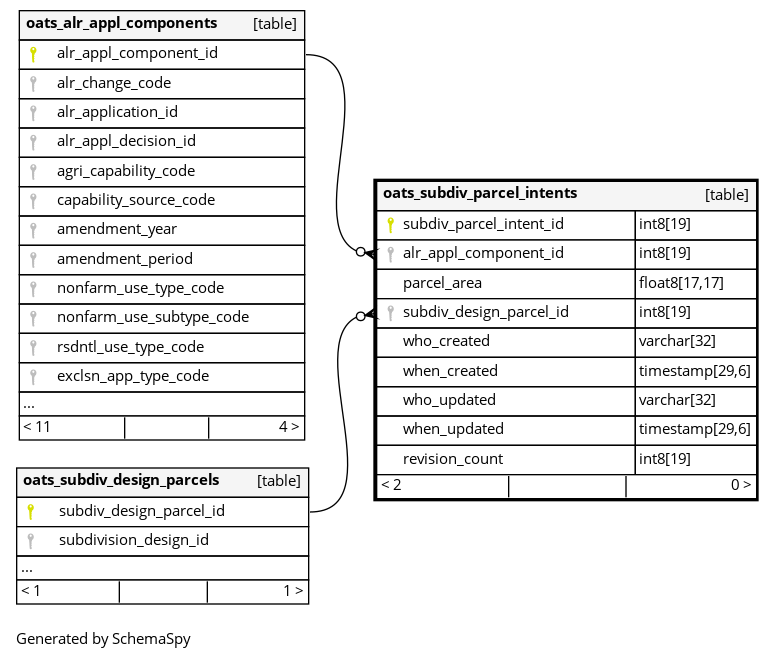 oats_alr_appl_components [table]
alr_appl_component_id
alr_change_code
alr_application_id
alr_appl_decision_id
agri_capability_code
capability_source_code
amendment_year
amendment_period
nonfarm_use_type_code
nonfarm_use_subtype_code
rsdntl_use_type_code
exclsn_app_type_code
...
< 11 4 >
oats_subdiv_parcel_intents [table]
subdiv_parcel_intent_id int8[19]
alr_appl_component_id int8[19]
parcel_area float8[17,17]
subdiv_design_parcel_id int8[19]
who_created varchar[32]
when_created timestamp[29,6]
who_updated varchar[32]
when_updated timestamp[29,6]
revision_count int8[19]
< 2 0 >
oats_subdiv_design_parcels [table]
subdiv_design_parcel_id
subdivision_design_id
...
< 1 1 >
Generated by SchemaSpy